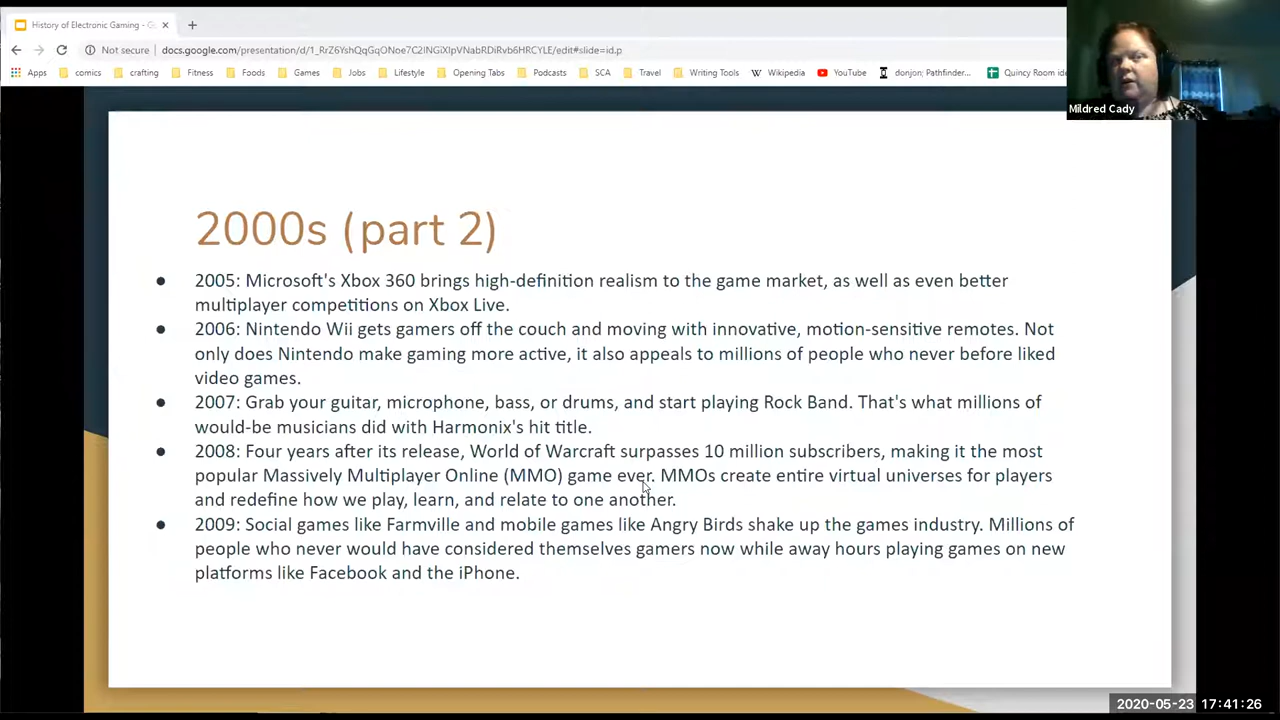 History of Electronic Gaming - G
Not secure
docs.google.com/presentation/d/1_RrZ6YshQqGqONoe7C2INGiXIpVNabRDiRvb6HRCYLE/edit#slide=id.p
Apps comics crafting Fitness Foods Games Jobs Lifestyle Opening Tabs Podcasts SCA Travel Writing Tools Wikipedia YouTube donjon; Pathfinder... Quincy Room
Mildred Cady
2000s (part 2)
● 2005: Microsoft's Xbox 360 brings high-definition realism to the game market, as well as even better
multiplayer competitions on Xbox Live.
● 2006: Nintendo Wii gets gamers off the couch and moving with innovative, motion-sensitive remotes. Not
only does Nintendo make gaming more active, it also appeals to millions of people who never before liked
video games.
● 2007: Grab your guitar, microphone, bass, or drums, and start playing Rock Band. That's what millions of
would-be musicians did with Harmonix's hit title.
● 2008: Four years after its release, World of Warcraft surpasses 10 million subscribers, making it the most
popular Massively Multiplayer Online (MMO) game ever. MMOs create entire virtual universes for players
and redefine how we play, learn, and relate to one another.
● 2009: Social games like Farmville and mobile games like Angry Birds shake up the games industry. Millions of
people who never would have considered themselves gamers now while away hours playing games on new
platforms like Facebook and the iPhone.
2020-05-23 17:41:26